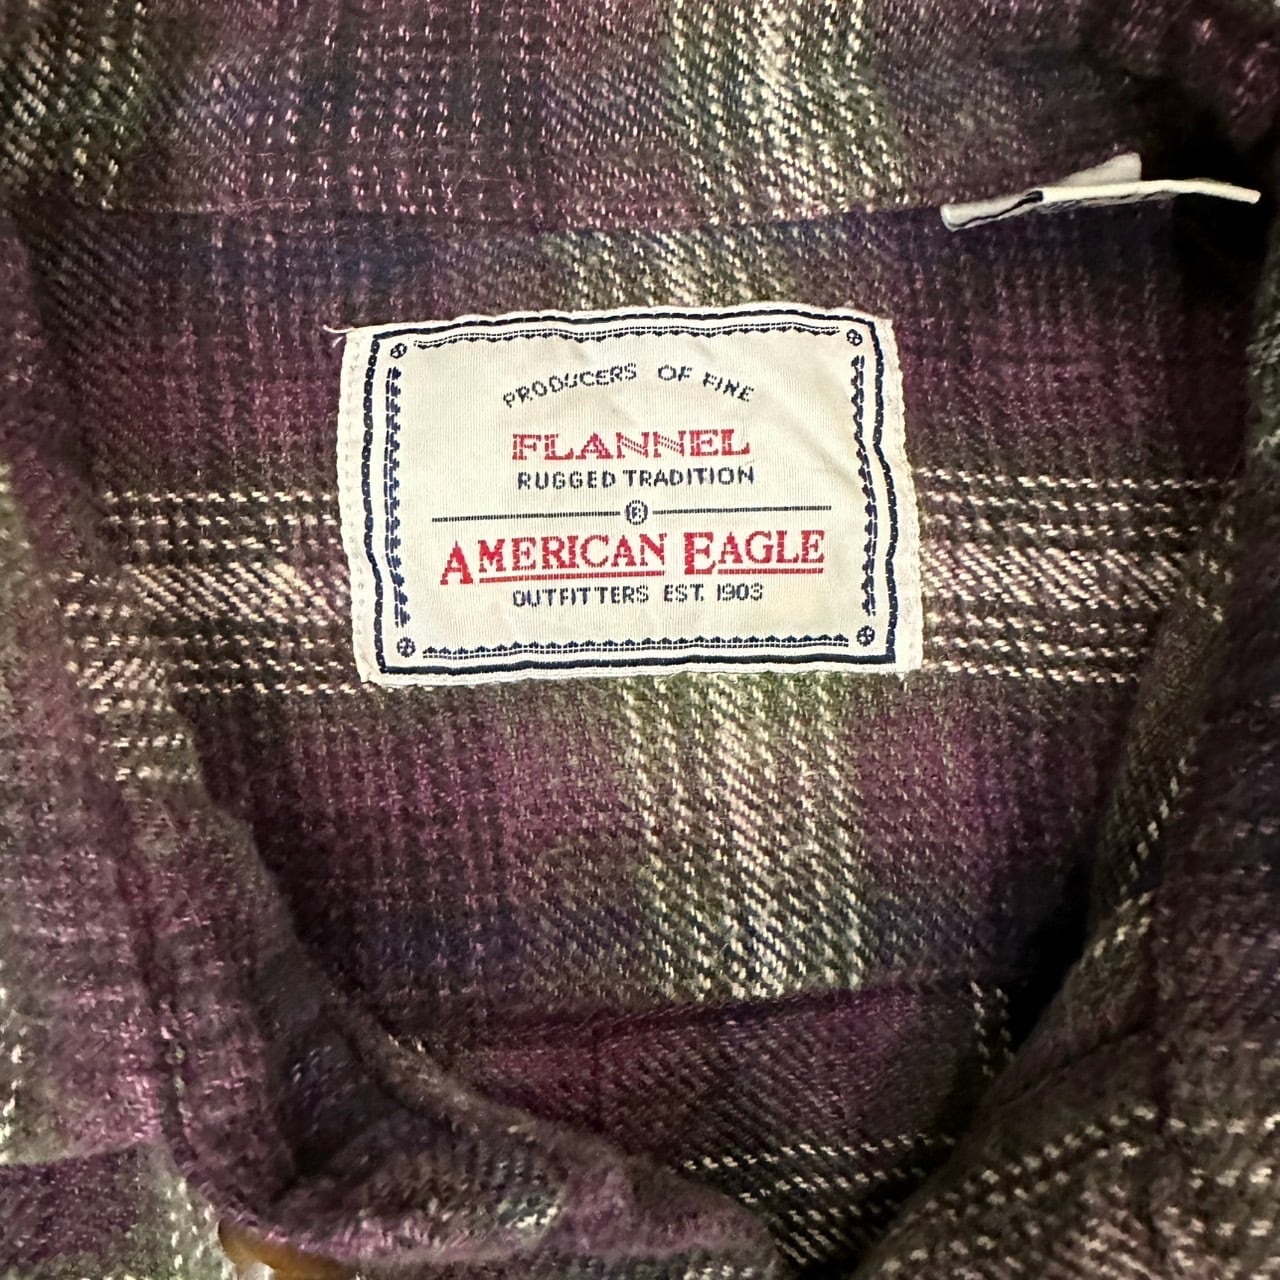 PRODUCERS OF FINE
FLANNEL
RUGGED TRADITION
®
AMERICAN EAGLE
OUTFITTERS EST. 1903